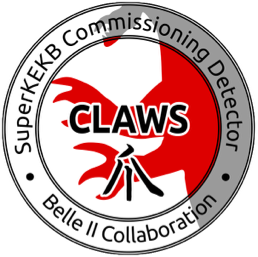 SuperKEKB Commissioning Detector
CLAWS
爪
• Belle II Collaboration •